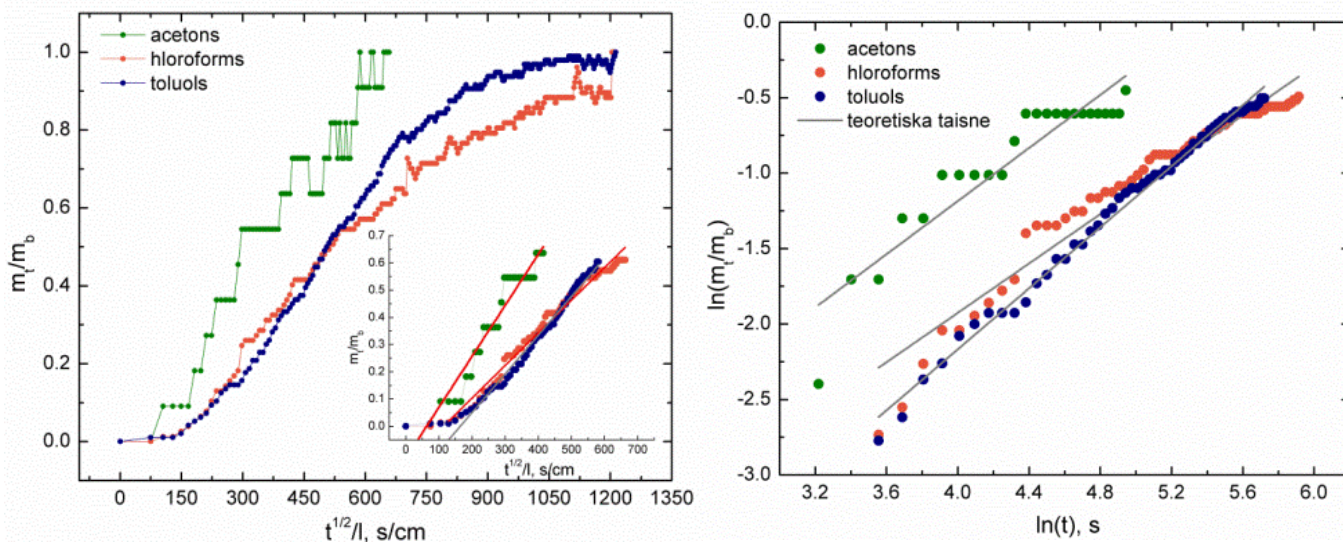 acetons
hloroforms
toluols
1.0
0.8
0.6
0.4
0.2
0.0
m_t/m_b
0 150 300 450 600 750 900 1050 1200 1350
t^{1/2}/l, s/cm
0.7
0.6
0.5
0.4
0.3
0.2
0.1
0.0
m_t/m_b
0 100 200 300 400 500 600 700
t^{1/2}/l, s/cm
acetons
hloroforms
toluols
teoretiska taisne
0.0
-0.5
-1.0
-1.5
-2.0
-2.5
-3.0
ln(m_t/m_b)
3.2 3.6 4.0 4.4 4.8 5.2 5.6 6.0
ln(t), s